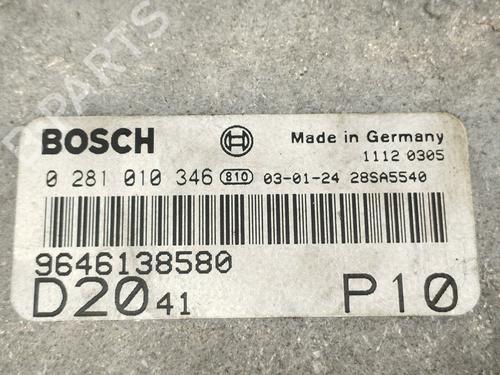 B PARTS
BOSCH
Made in Germany
1112 0305
0 281 010 346 810 03-01-24 28SA5540
9646138580
D20 41 P10